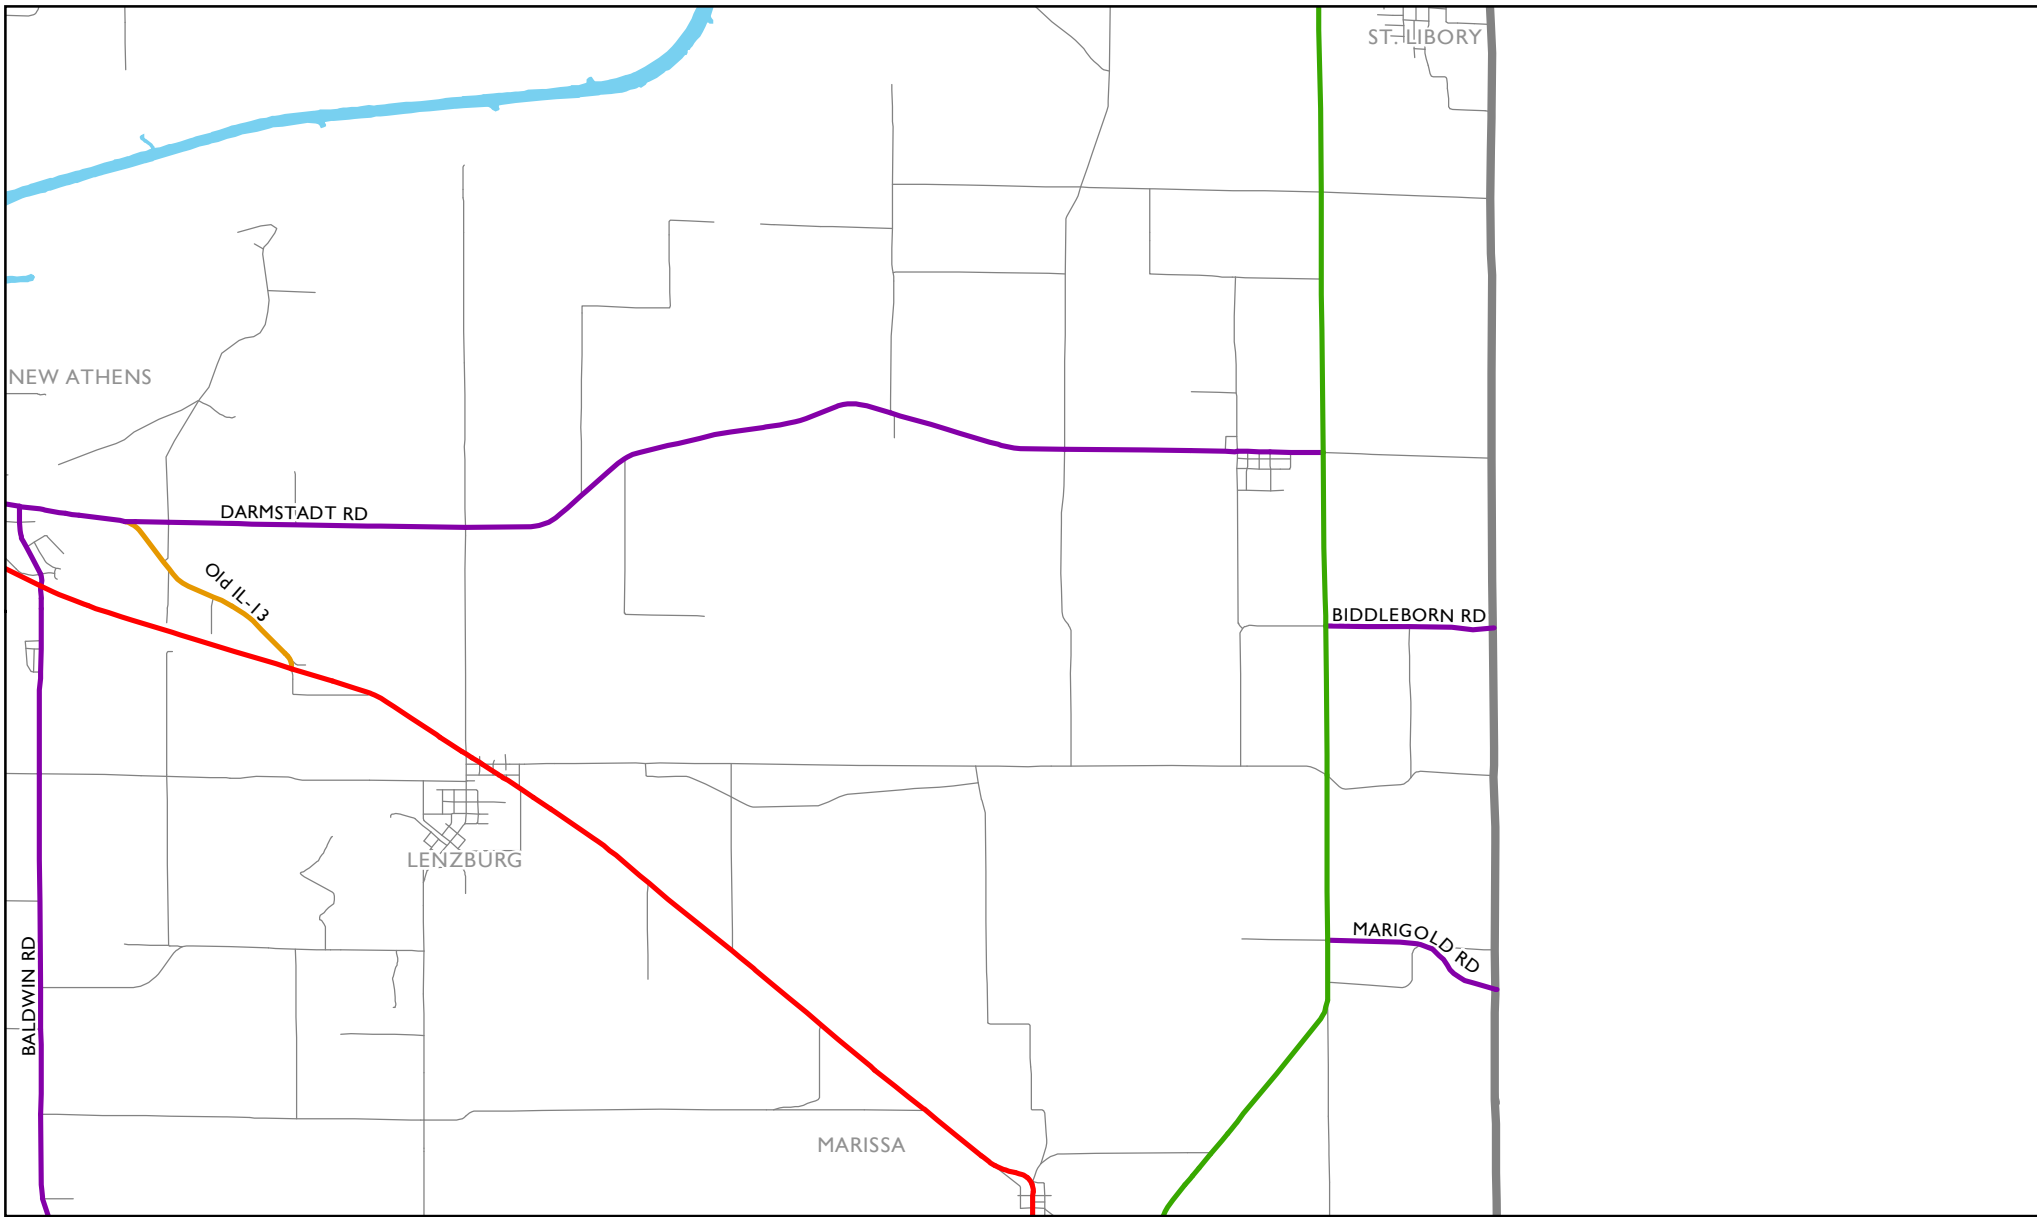 ST. LIBORY
NEW ATHENS
DARMSTADT RD
Old IL-13
BIDDLEBORN RD
LENZBURG
MARIGOLD RD
BALDWIN RD
MARISSA